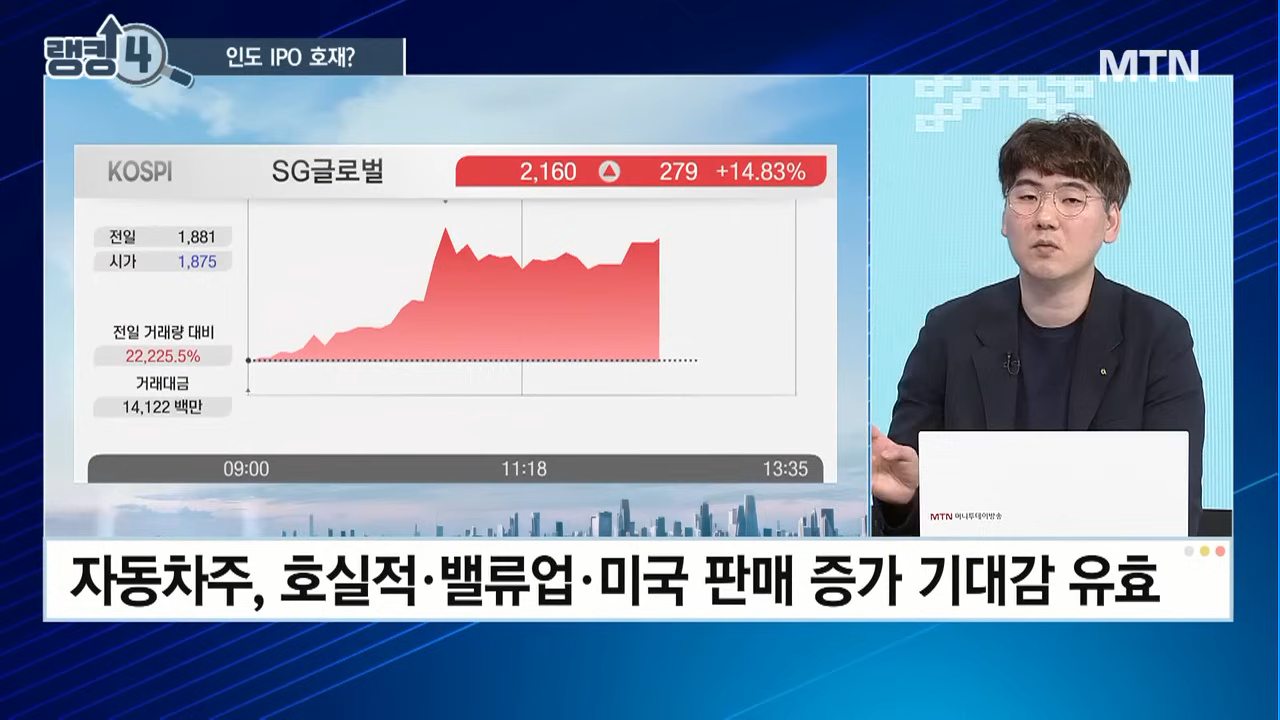 랭킹4
인도 IPO 호재?
MTN
KOSPI
SG글로벌
2,160 279 +14.83%
전일 1,881
시가 1,875
전일 거래량 대비
22,225.5%
거래대금
14,122 백만
09:00 11:18 13:35
MTN 머니투데이방송
자동차주, 호실적·밸류업·미국 판매 증가 기대감 유효